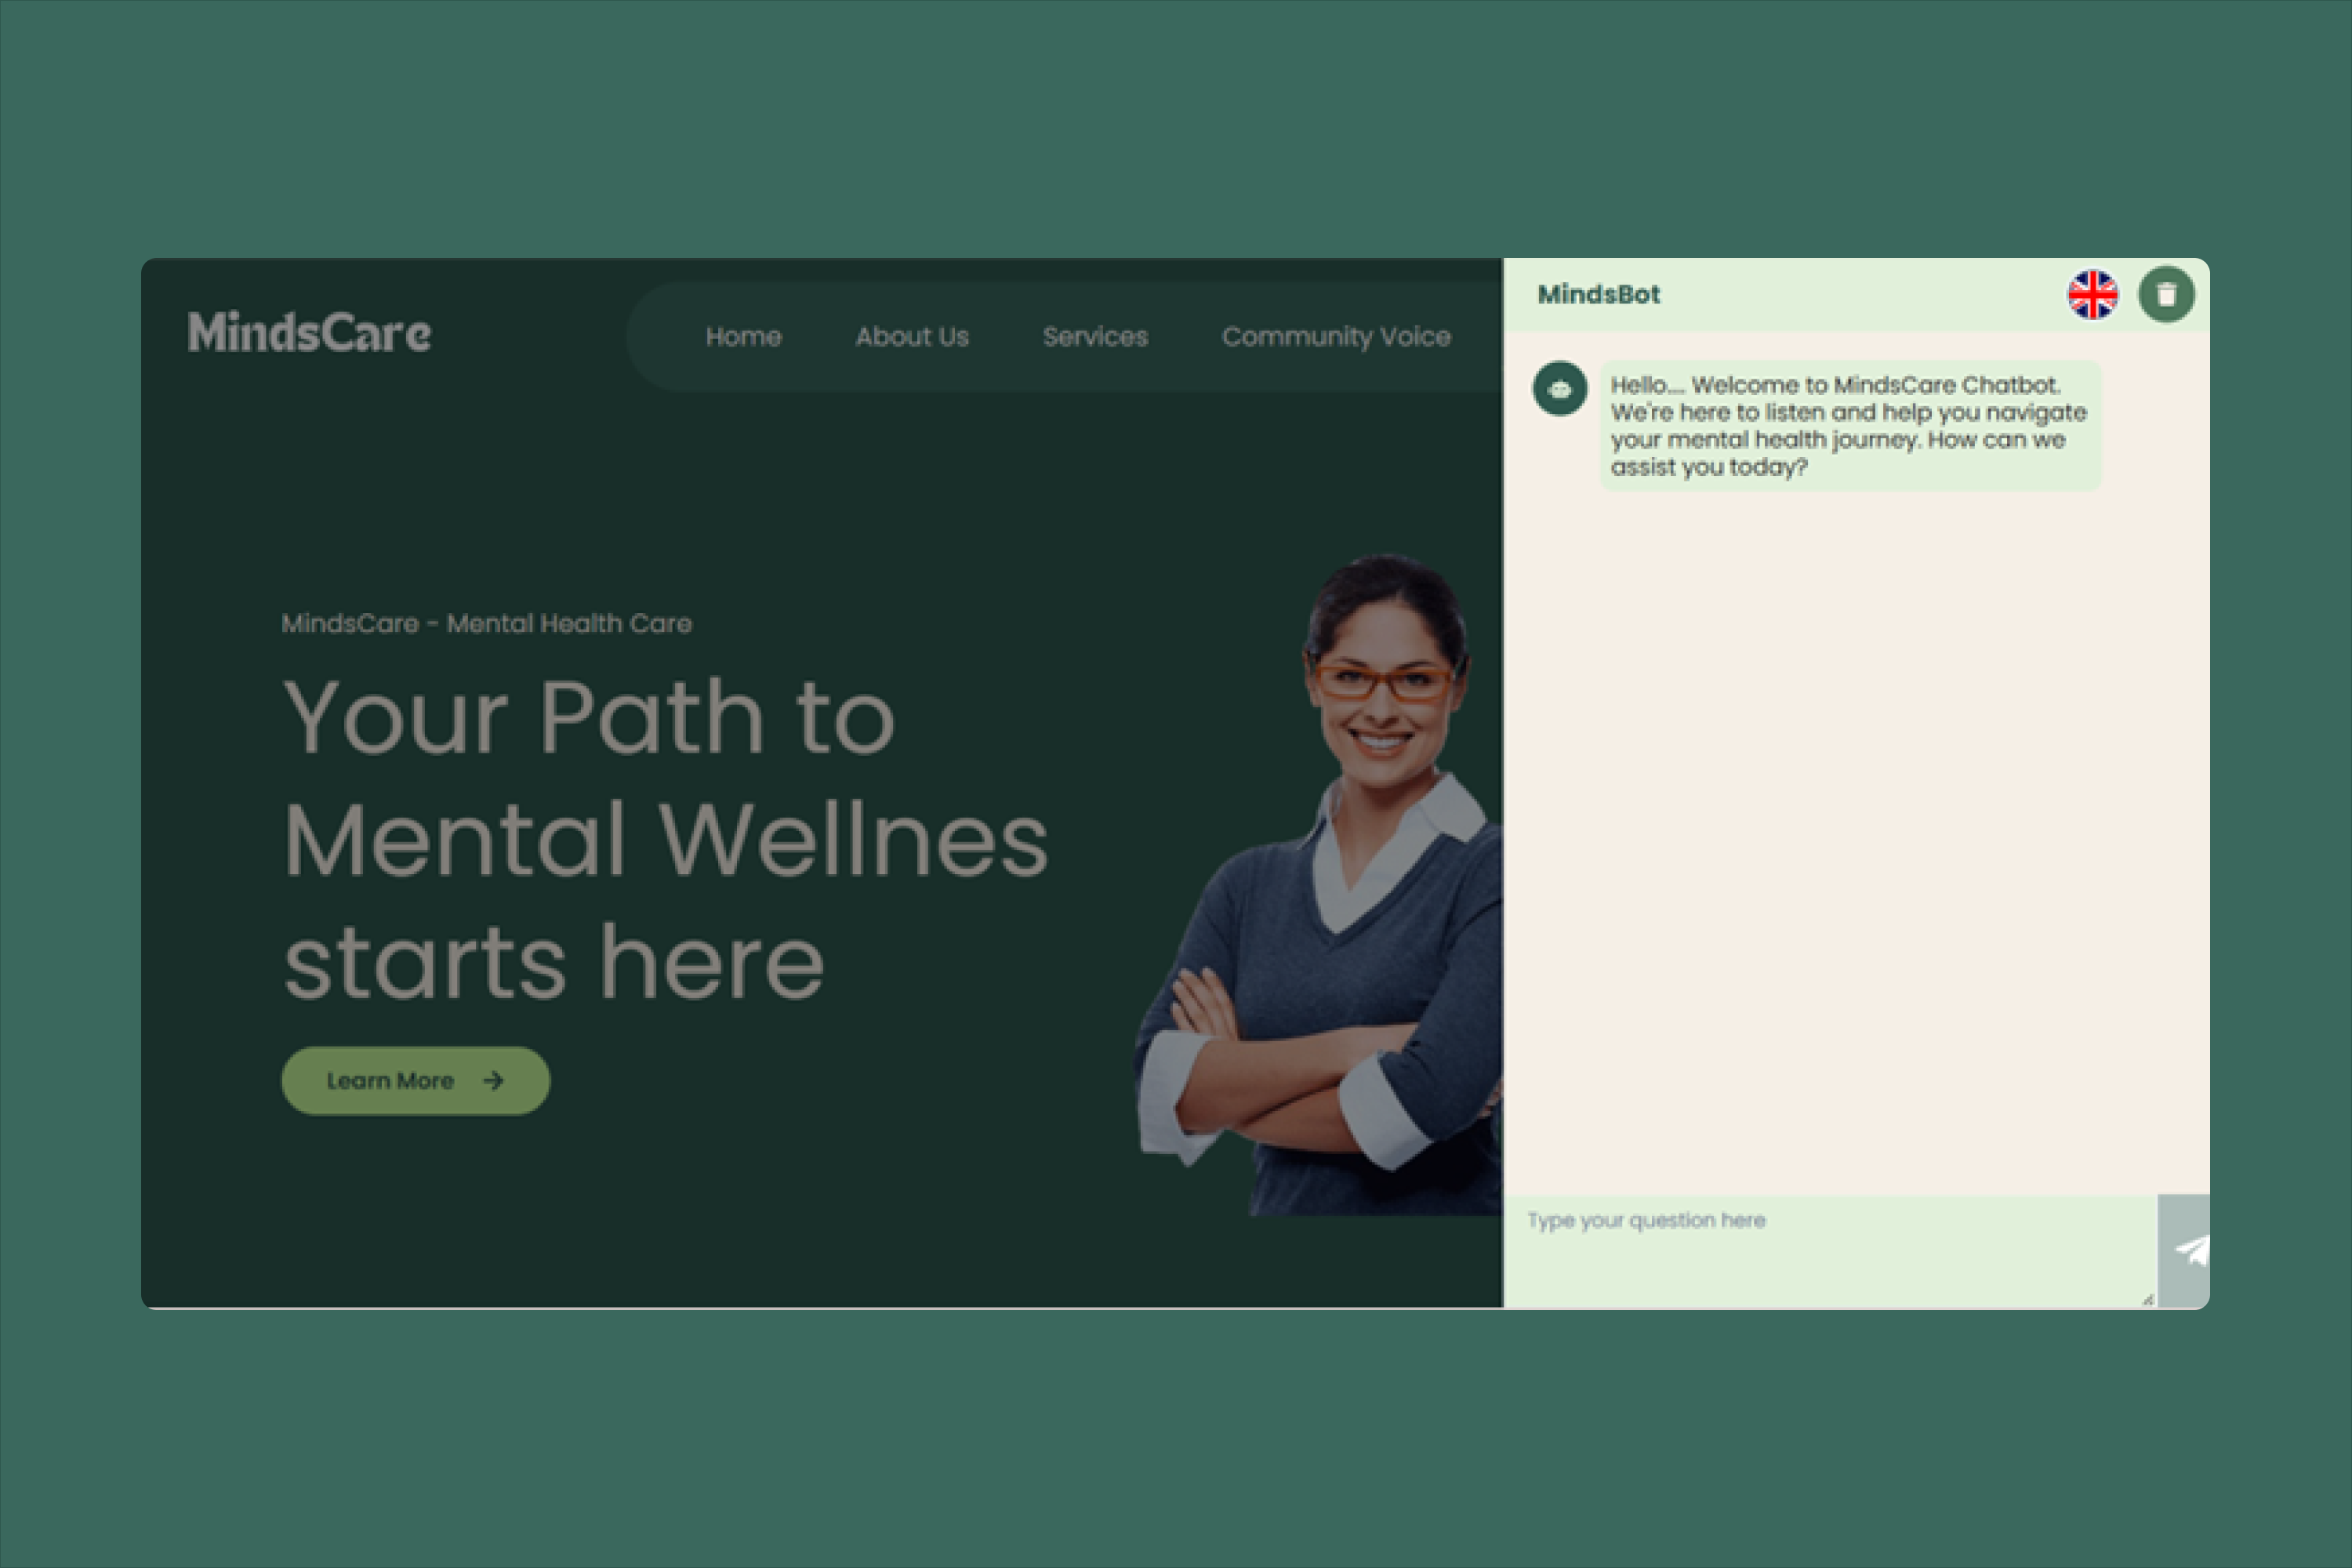 MindsCare
Home
About Us
Services
Community Voice
MindsCare - Mental Health Care
Your Path to
Mental Wellnes
starts here
Learn More
MindsBot
Hello.... Welcome to MindsCare Chatbot.
We're here to listen and help you navigate
your mental health journey. How can we
assist you today?
Type your question here